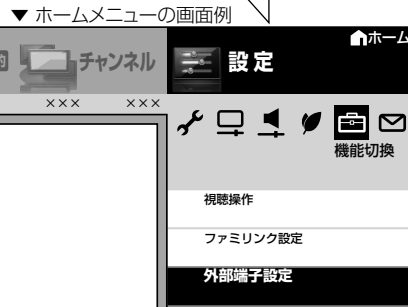 ▼ ホームメニューの画面例
チャンネル
設定
ホーム
××× ×××
機能切換
視聴操作
ファミリンク設定
外部端子設定